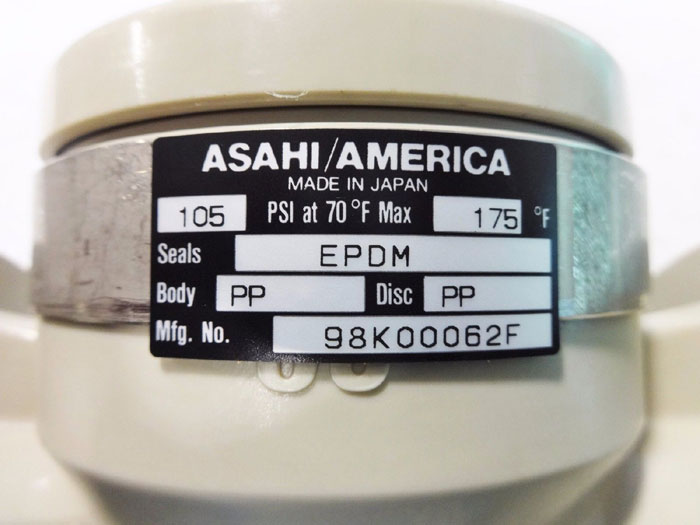 ASAHI/AMERICA
MADE IN JAPAN
105 PSI at 70°F Max 175 °F
Seals EPDM
Body PP Disc PP
Mfg. No. 98K00062F